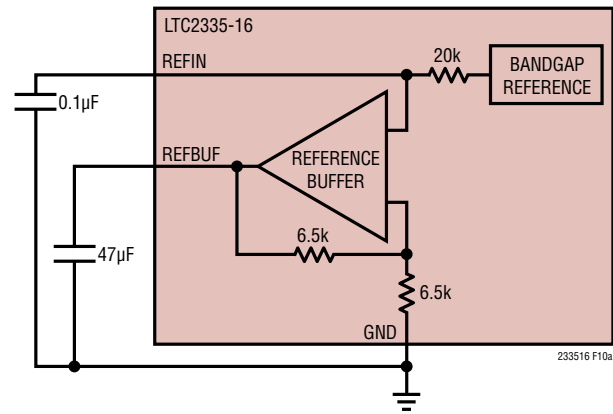 LTC2335-16
REFIN
20k
BANDGAP
REFERENCE
0.1µF
REFBUF
REFERENCE
BUFFER
6.5k
47µF
6.5k
GND
233516 F10a